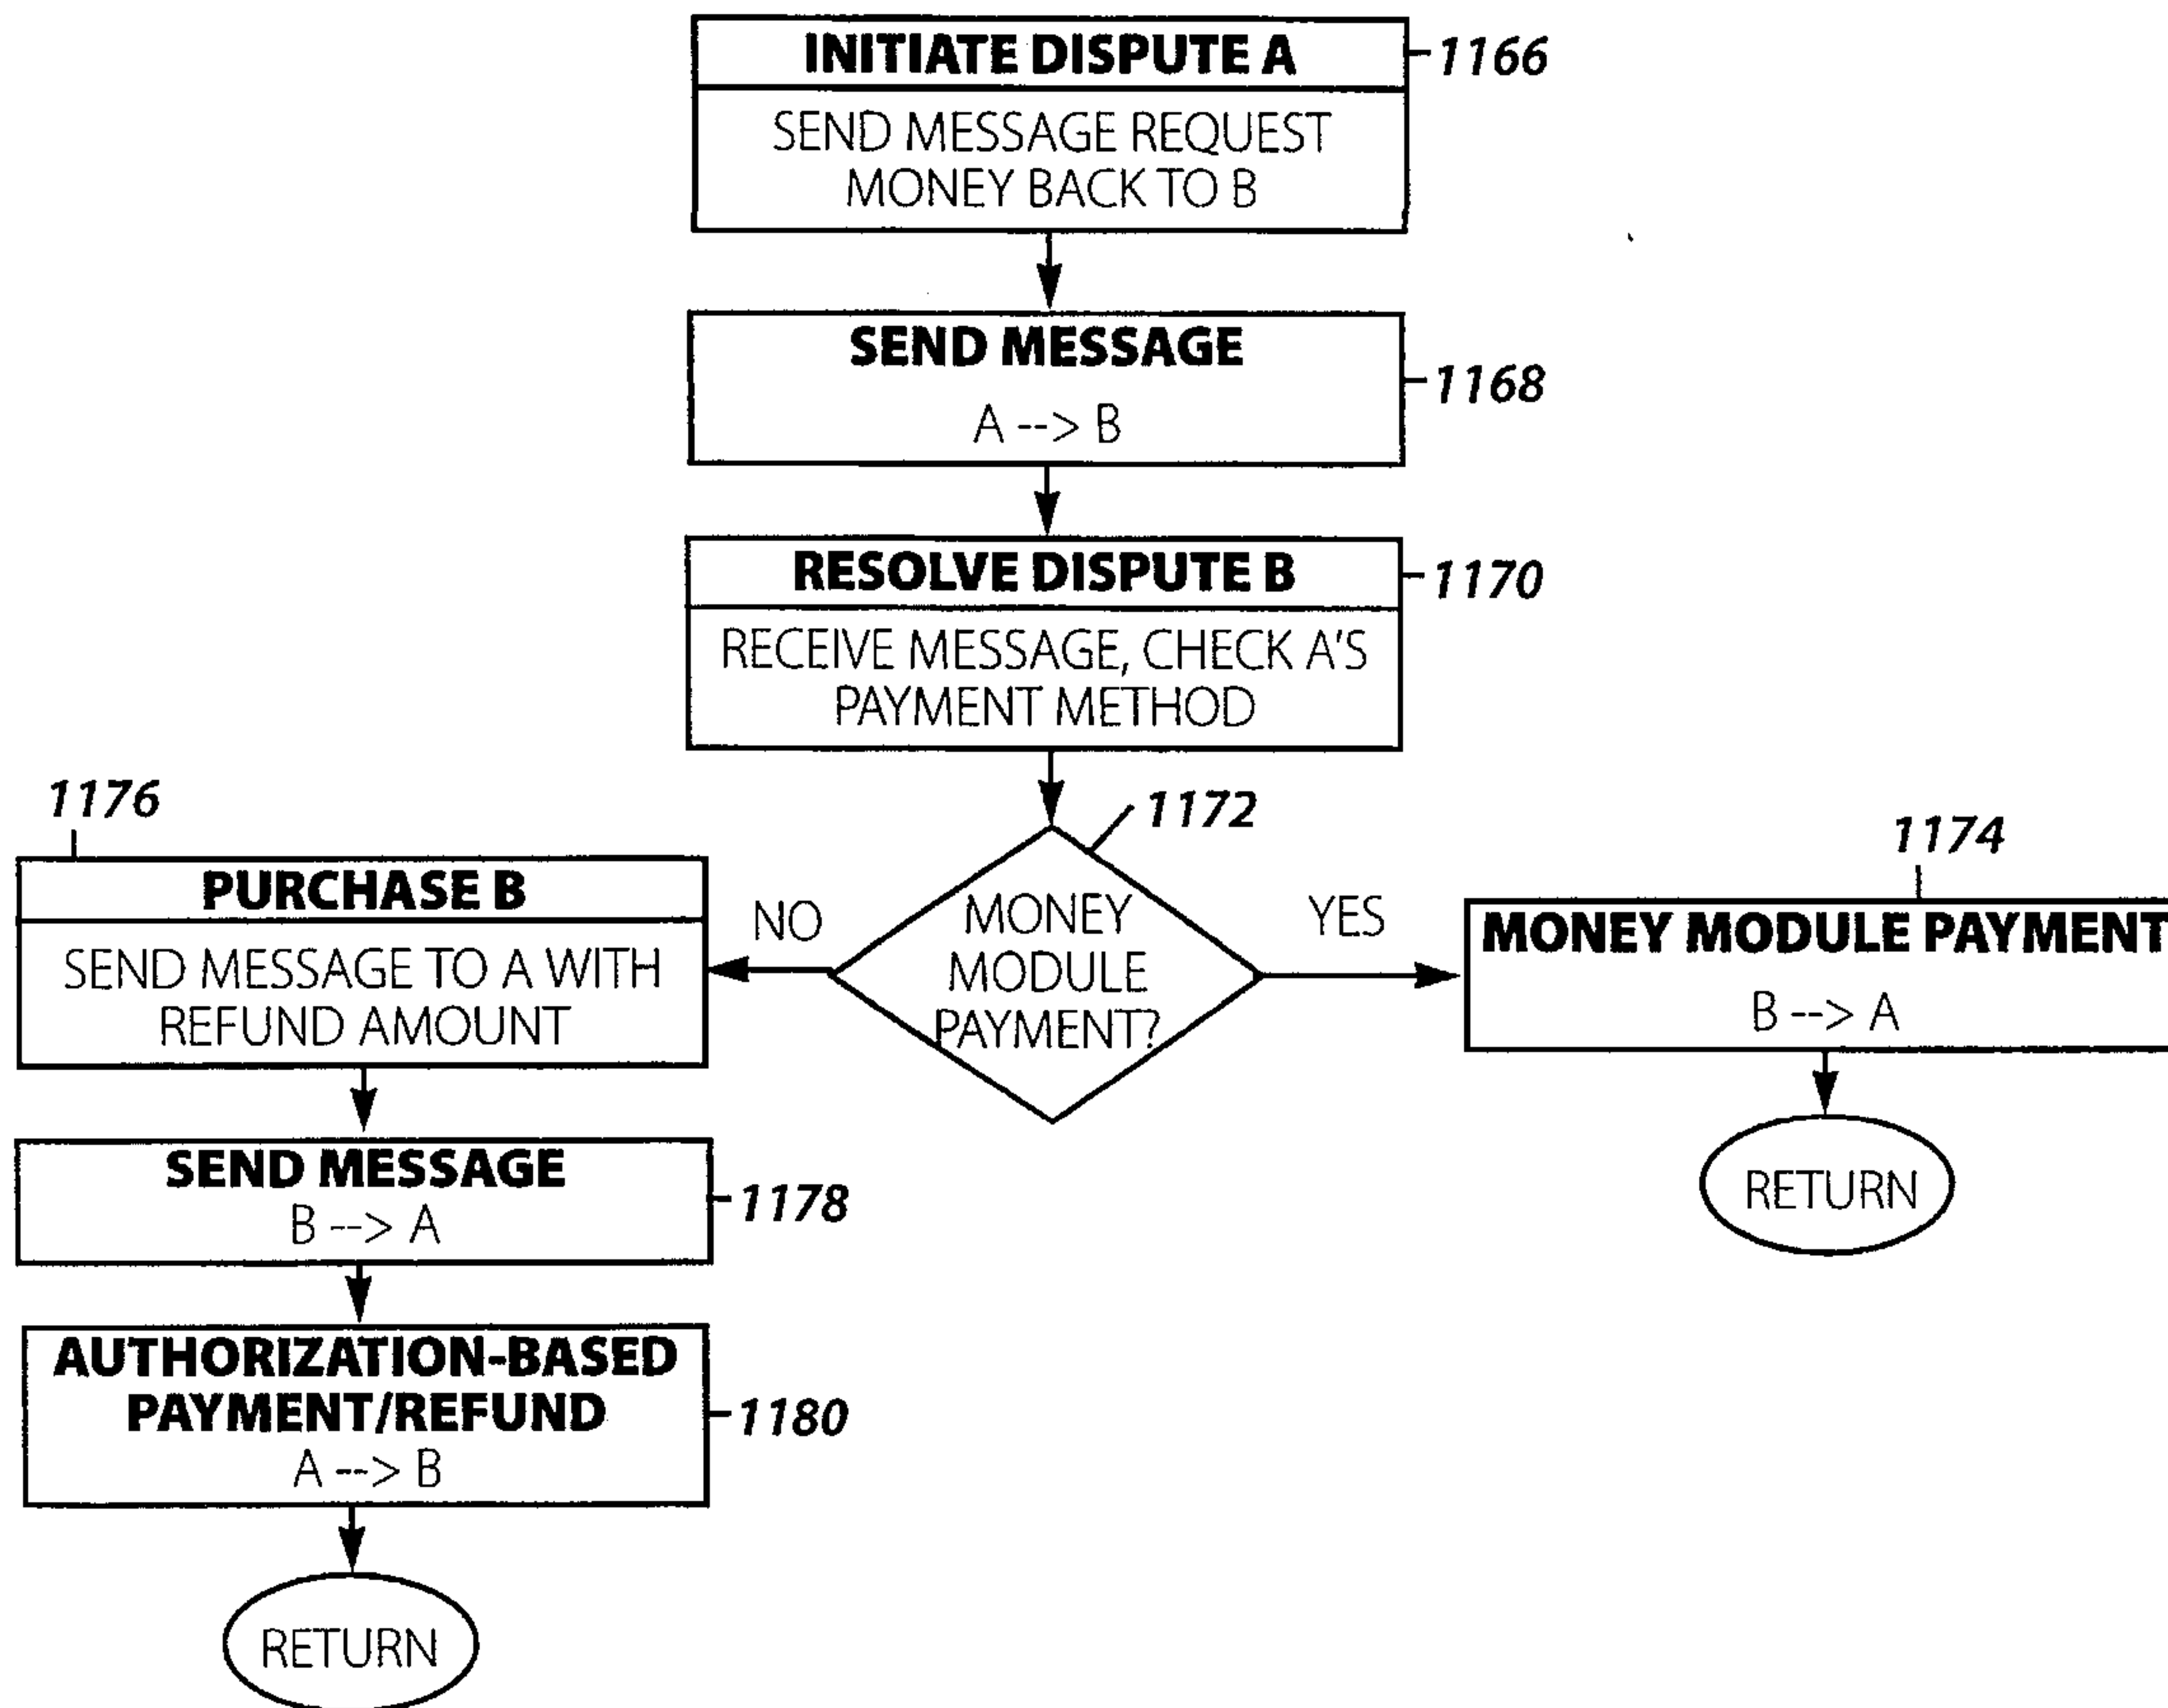 INITIATE DISPUTE A
1166
SEND MESSAGE REQUEST
MONEY BACK TO B
SEND MESSAGE
1168
A --> B
RESOLVE DISPUTE B
1170
RECEIVE MESSAGE, CHECK A'S
PAYMENT METHOD
1172
MONEY
MODULE
PAYMENT?
NO
YES
1176
PURCHASE B
SEND MESSAGE TO A WITH
REFUND AMOUNT
1174
MONEY MODULE PAYMENT
B --> A
RETURN
SEND MESSAGE
B --> A
1178
AUTHORIZATION-BASED
PAYMENT/REFUND
1180
A --> B
RETURN